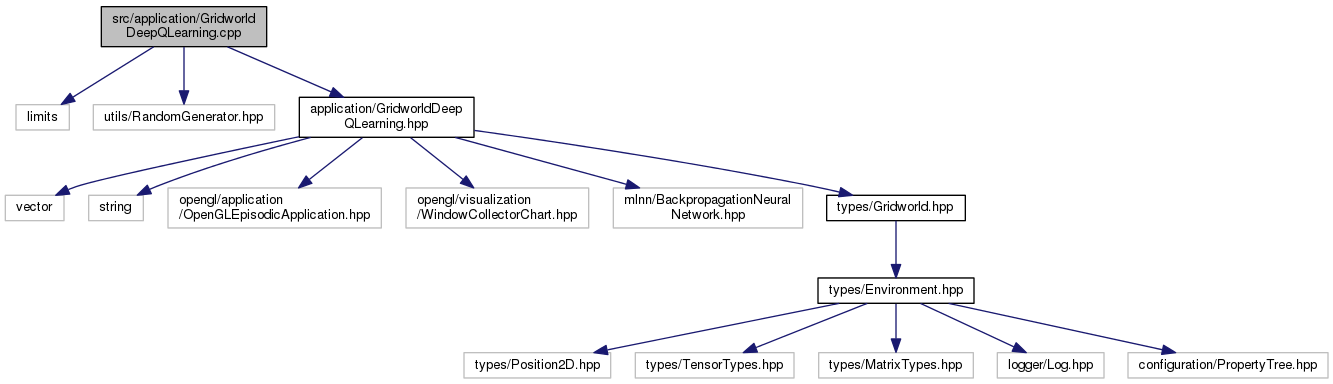 src/application/Gridworld
DeepQLearning.cpp
limits
utils/RandomGenerator.hpp
application/GridworldDeep
QLearning.hpp
vector
string
opengl/application
/OpenGLEpisodicApplication.hpp
opengl/visualization
/WindowCollectorChart.hpp
mlnn/BackpropagationNeural
Network.hpp
types/Gridworld.hpp
types/Environment.hpp
types/Position2D.hpp
types/TensorTypes.hpp
types/MatrixTypes.hpp
logger/Log.hpp
configuration/PropertyTree.hpp